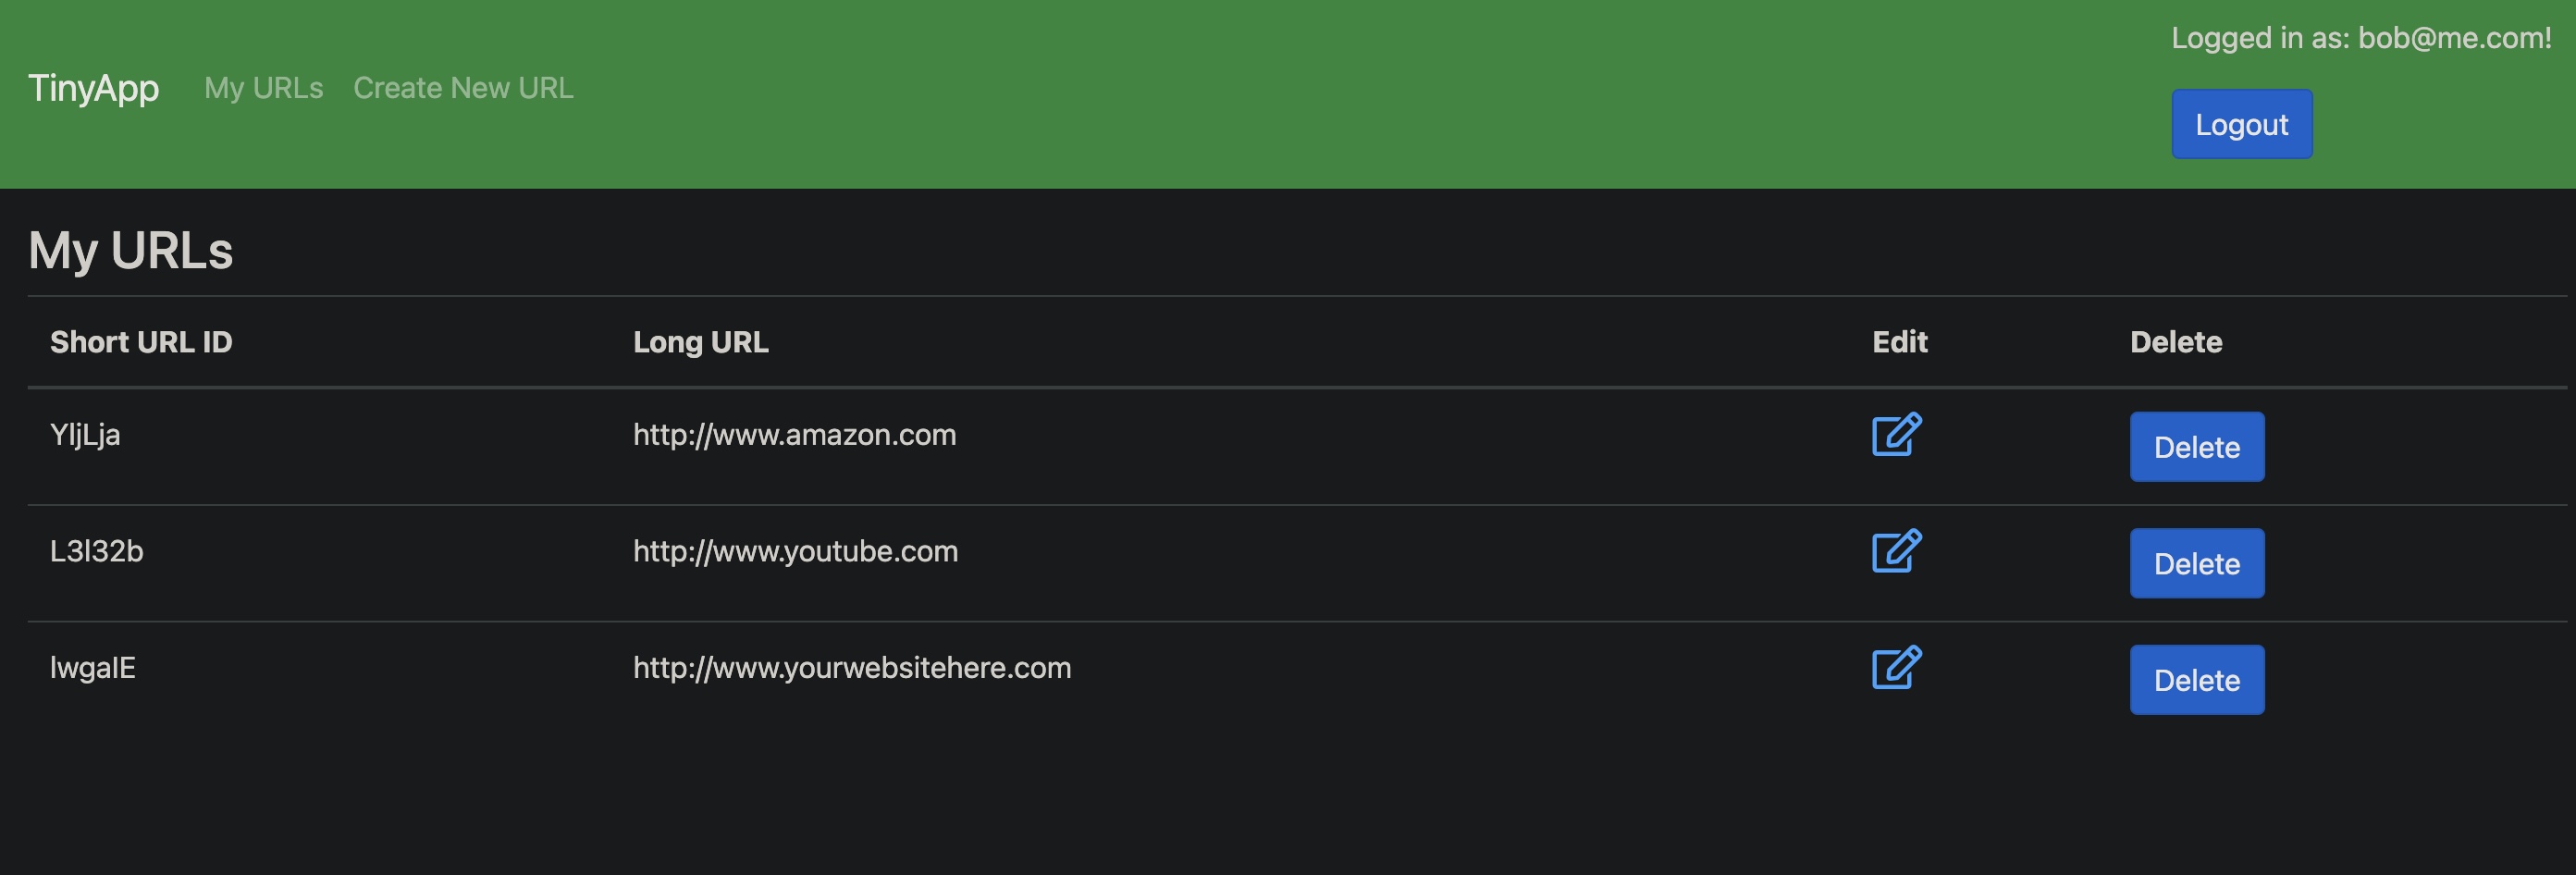 Logged in as: bob@me.com!
TinyApp My URLs Create New URL
Logout
My URLs
Short URL ID Long URL Edit Delete
YljLja http://www.amazon.com Delete
L3l32b http://www.youtube.com Delete
lwgaIE http://www.yourwebsitehere.com Delete